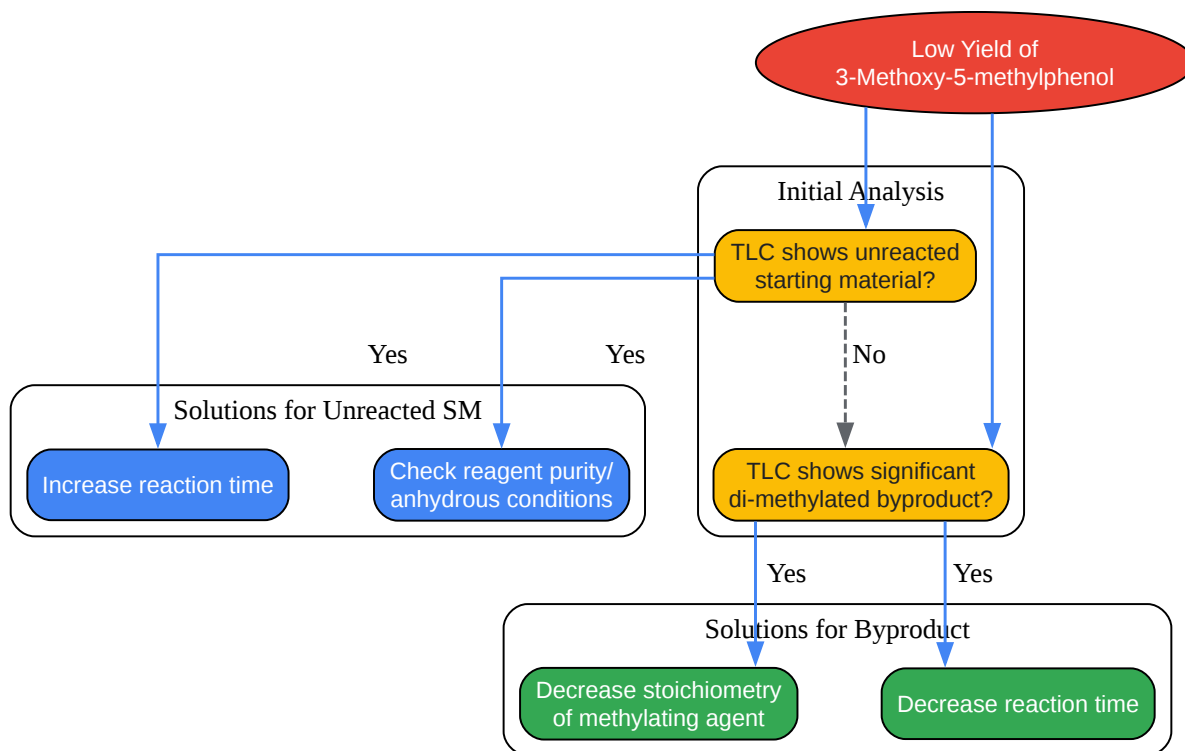 Low Yield of
3-Methoxy-5-methylphenol
Initial Analysis
TLC shows unreacted
starting material?
Yes
Yes
No
Solutions for Unreacted SM
Increase reaction time
Check reagent purity/
anhydrous conditions
TLC shows significant
di-methylated byproduct?
Yes
Yes
Solutions for Byproduct
Decrease stoichiometry
of methylating agent
Decrease reaction time